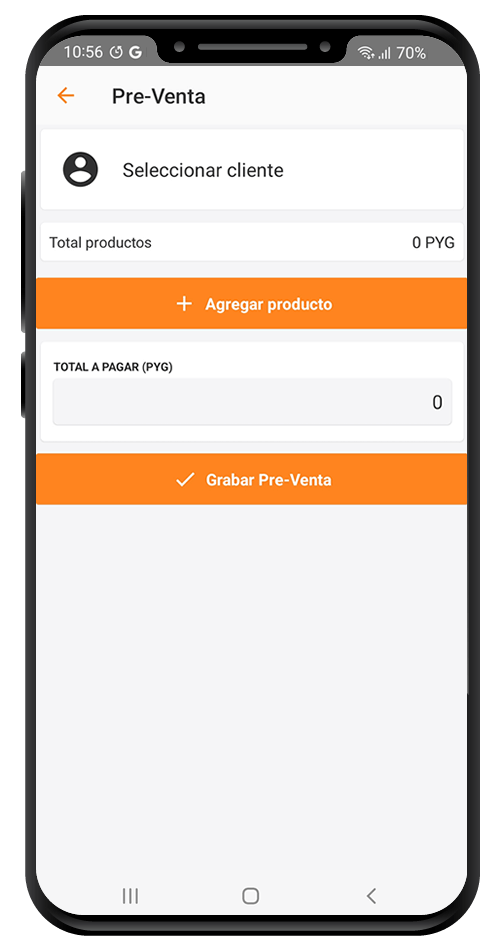 10:56 G 70%
Pre-Venta
Seleccionar cliente
Total productos 0 PYG
Agregar producto
TOTAL A PAGAR (PYG)
0
Grabar Pre-Venta